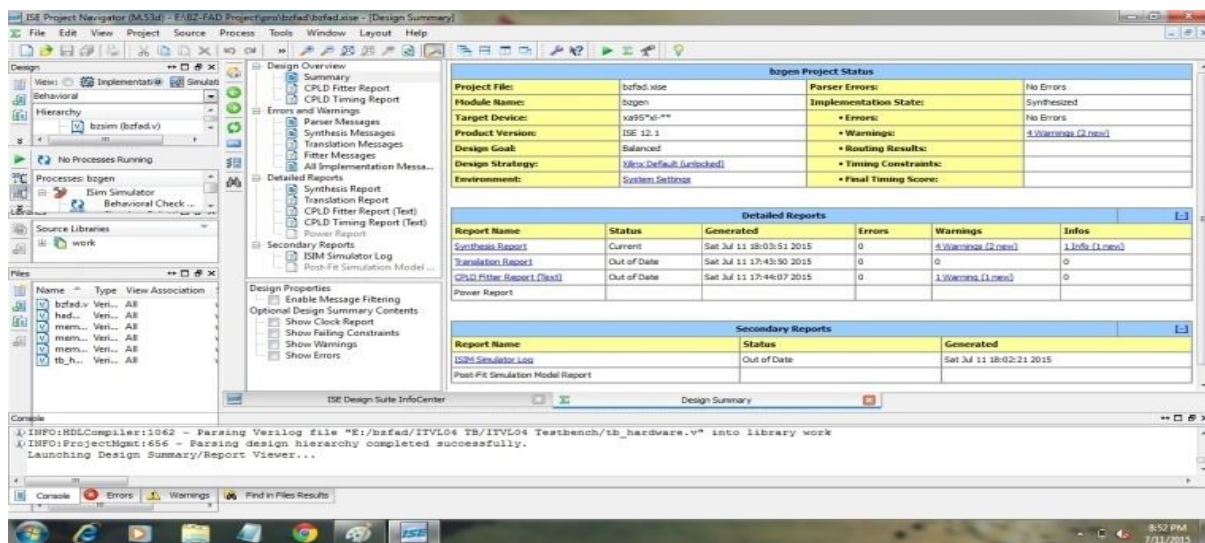 ISE Project Navigator (M.53d) - E:\BZ-FAD Project\pro\bzfad\bzfad.xise - [Design Summary]
File Edit View Project Source Process Tools Window Layout Help
Design
View: Implementation Simulati
Behavioral
Hierarchy
bzsim (bzfad.v)
No Processes Running
Processes: bzgen
ISim Simulator
Behavioral Check ...
Source Libraries
work
Files
Name Type View Association
bzfad.v Veri... All
had... Veri... All
mem... Veri... All
mem... Veri... All
mem... Veri... All
tb_h... Veri... All
Design Overview
Summary
CPLD Fitter Report
CPLD Timing Report
Errors and Warnings
Parser Messages
Synthesis Messages
Translation Messages
Fitter Messages
All Implementation Messa...
Detailed Reports
Synthesis Report
Translation Report
CPLD Fitter Report (Text)
CPLD Timing Report (Text)
Power Report
Secondary Reports
ISIM Simulator Log
Post-Fit Simulation Model ...
Design Properties
Enable Message Filtering
Optional Design Summary Contents
Show Clock Report
Show Failing Constraints
Show Warnings
Show Errors
bzgen Project Status
Project File: bzfad.xise Parser Errors: No Errors
Module Name: bzgen Implementation State: Synthesized
Target Device: xa95*xl-** • Errors: No Errors
Product Version: ISE 12.1 • Warnings: 4 Warnings (2 new)
Design Goal: Balanced • Routing Results:
Design Strategy: Xilinx Default (unlocked) • Timing Constraints:
Environment: System Settings • Final Timing Score:
Detailed Reports [-]
Report Name Status Generated Errors Warnings Infos
Synthesis Report Current Sat Jul 11 18:03:51 2015 0 4 Warnings (2 new) 1 Info (1 new)
Translation Report Out of Date Sat Jul 11 17:43:50 2015 0 0 0
CPLD Fitter Report (Text) Out of Date Sat Jul 11 17:44:07 2015 0 1 Warning (1 new) 0
Power Report
Secondary Reports [-]
Report Name Status Generated
ISIM Simulator Log Out of Date Sat Jul 11 18:02:21 2015
Post-Fit Simulation Model Report
ISE Design Suite InfoCenter Design Summary
Console
INFO:HDLCompiler:1062 - Parsing Verilog file "E:/bzfad/ITVL04 TB/ITVL04 Testbench/tb_hardware.v" into library work
INFO:ProjectMgmt:656 - Parsing design hierarchy completed successfully.
Launching Design Summary/Report Viewer...
Console Errors Warnings Find in Files Results
ISE
8:52 PM
7/11/2015